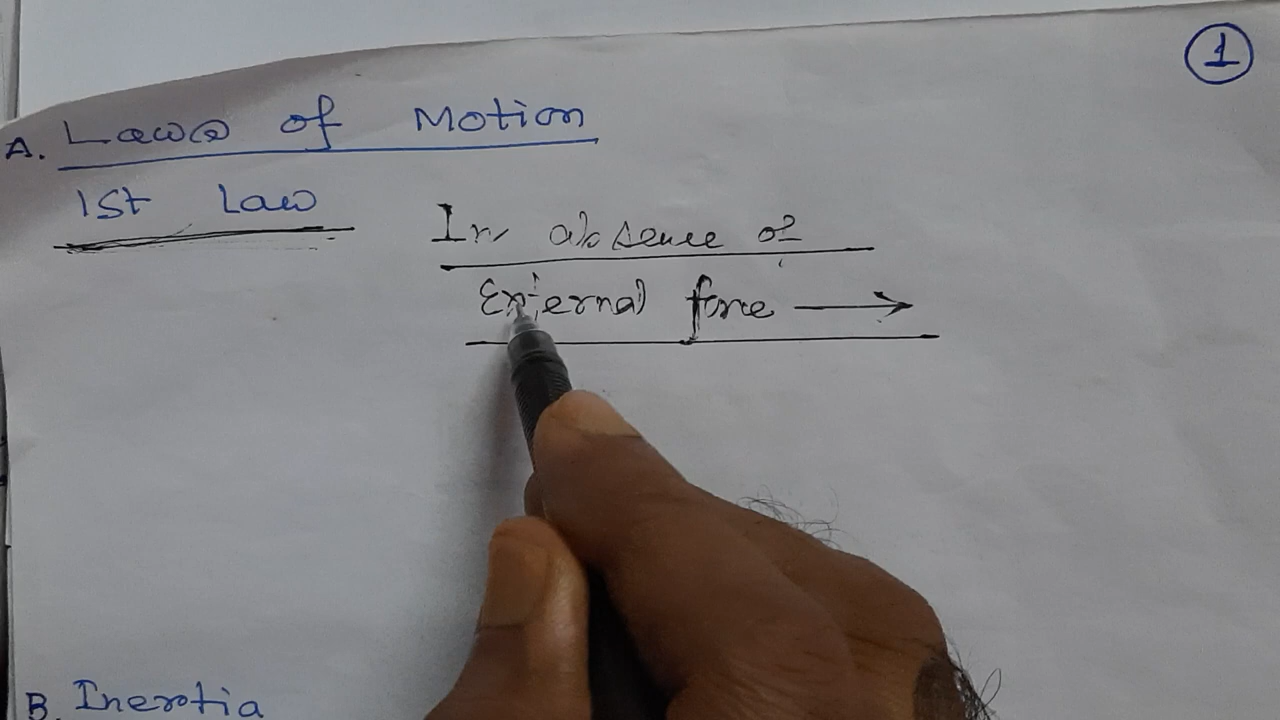 1
A. Laws of Motion
1st Law
In absence of
External force →
B. Inertia